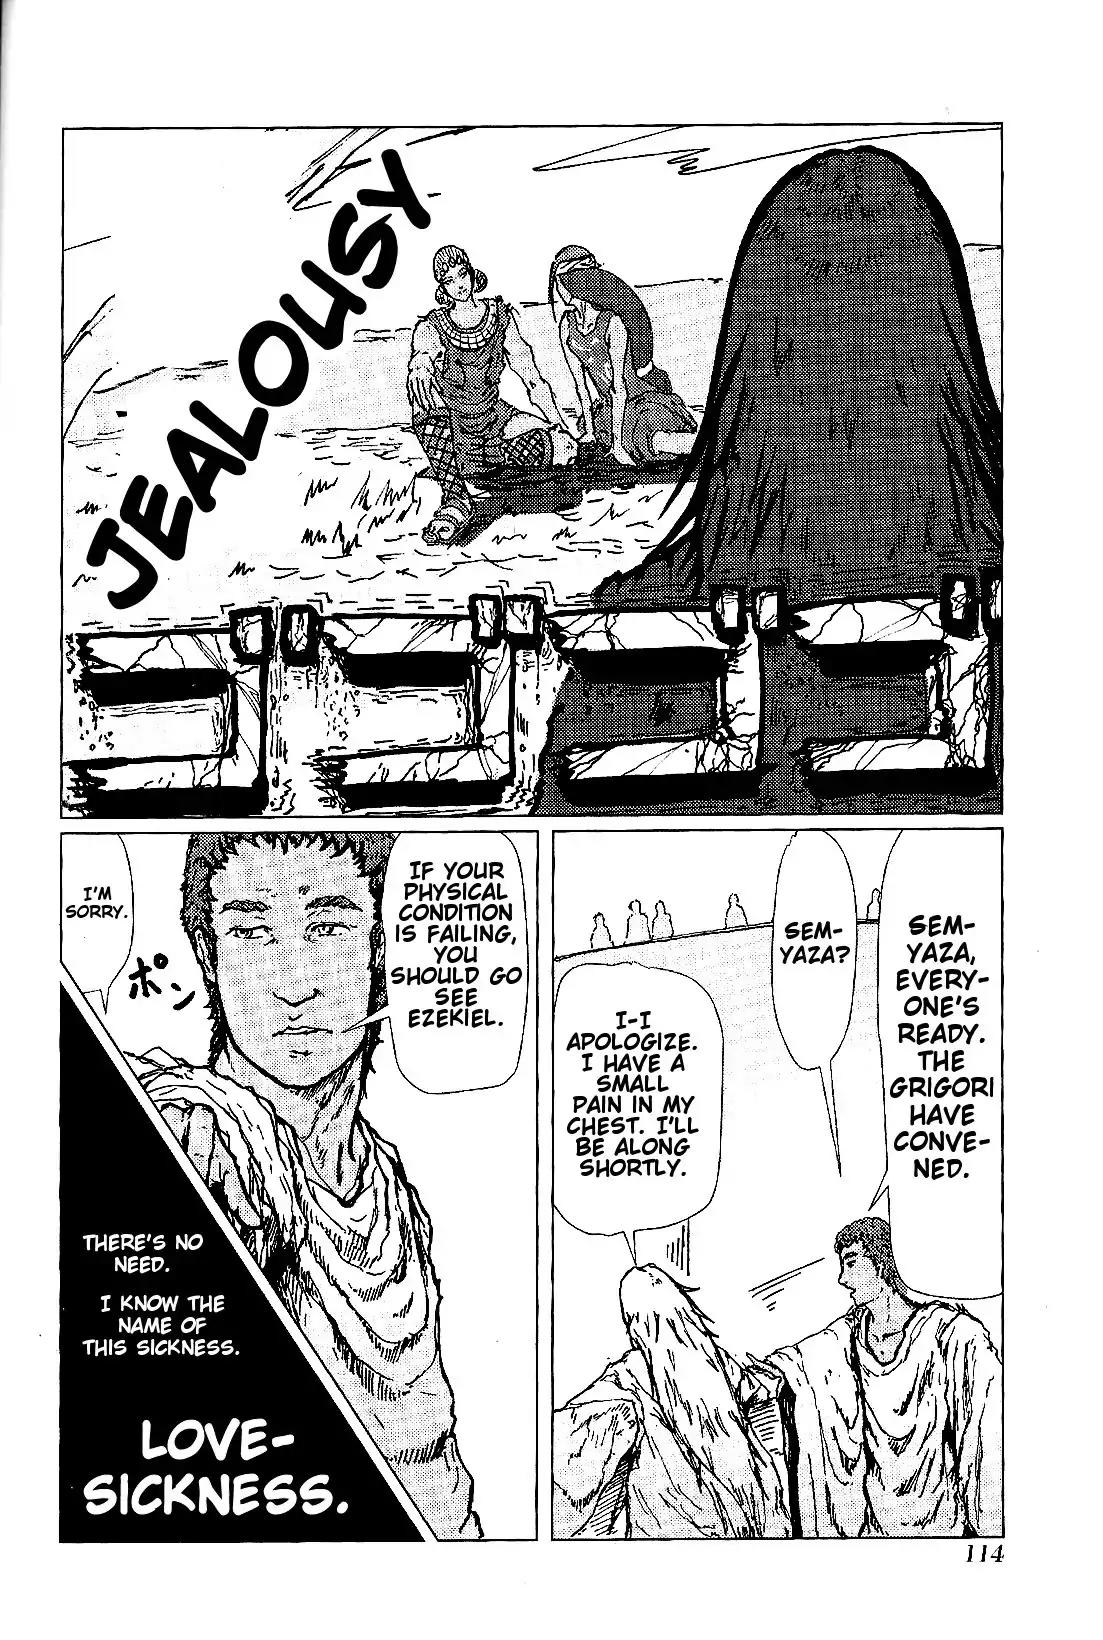 JEALOUSY
SEM-
YAZA,
EVERY-
ONE'S
READY.
THE
GRIGORI
HAVE
CONVE-
NED.
SEM-
YAZA?
I-I
APOLOGIZE.
I HAVE A
SMALL
PAIN IN MY
CHEST. I'LL
BE ALONG
SHORTLY.
IF YOUR
PHYSICAL
CONDITION
IS FAILING,
YOU
SHOULD GO
SEE
EZEKIEL.
ポン
I'M
SORRY.
THERE'S NO
NEED.
I KNOW THE
NAME OF
THIS SICKNESS.
LOVE-
SICKNESS.
114